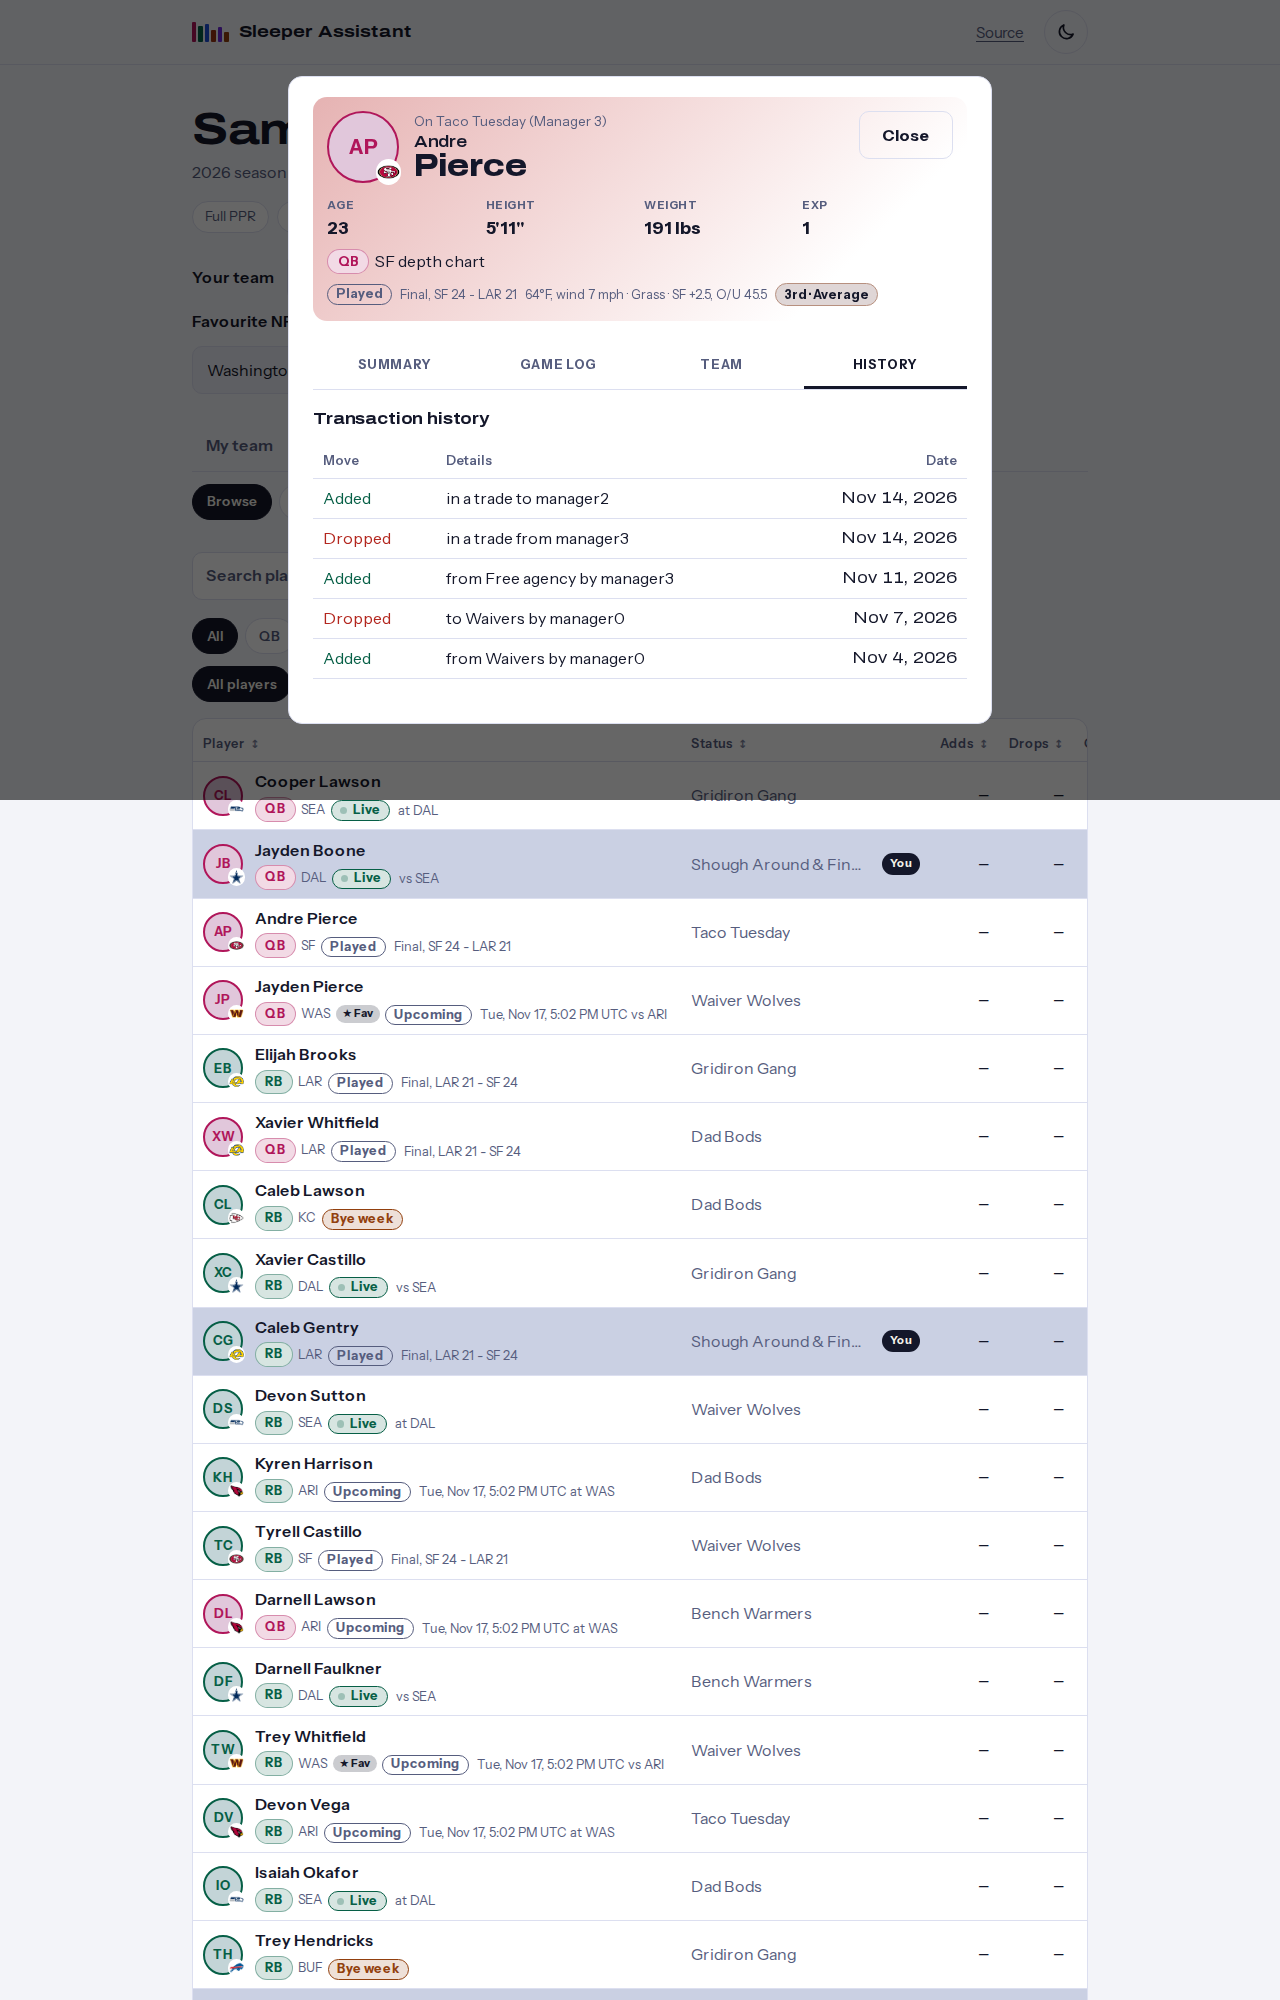 Sleeper Assistant
Source
Sam
2026 season
Full PPR
Your team
Favourite NF
Washingto
My team
Browse
Search pla
All
QB
All players
AP
On Taco Tuesday (Manager 3)
Andre
Pierce
Close
AGE
HEIGHT
WEIGHT
EXP
23
5'11"
191 lbs
1
QB SF depth chart
Played Final, SF 24 - LAR 21 64°F, wind 7 mph · Grass · SF +2.5, O/U 45.5 3rd · Average
SUMMARY
GAME LOG
TEAM
HISTORY
Transaction history
Move Details Date
Added in a trade to manager2 Nov 14, 2026
Dropped in a trade from manager3 Nov 14, 2026
Added from Free agency by manager3 Nov 11, 2026
Dropped to Waivers by manager0 Nov 7, 2026
Added from Waivers by manager0 Nov 4, 2026
Player ↕ Status ↕ Adds ↕ Drops ↕
CL Cooper Lawson
QB SEA Live at DAL
Gridiron Gang – –
JB Jayden Boone
QB DAL Live vs SEA
Shough Around & Fin… You – –
AP Andre Pierce
QB SF Played Final, SF 24 - LAR 21
Taco Tuesday – –
JP Jayden Pierce
QB WAS ★ Fav Upcoming Tue, Nov 17, 5:02 PM UTC vs ARI
Waiver Wolves – –
EB Elijah Brooks
RB LAR Played Final, LAR 21 - SF 24
Gridiron Gang – –
XW Xavier Whitfield
QB LAR Played Final, LAR 21 - SF 24
Dad Bods – –
CL Caleb Lawson
RB KC Bye week
Dad Bods – –
XC Xavier Castillo
RB DAL Live vs SEA
Gridiron Gang – –
CG Caleb Gentry
RB LAR Played Final, LAR 21 - SF 24
Shough Around & Fin… You – –
DS Devon Sutton
RB SEA Live at DAL
Waiver Wolves – –
KH Kyren Harrison
RB ARI Upcoming Tue, Nov 17, 5:02 PM UTC at WAS
Dad Bods – –
TC Tyrell Castillo
RB SF Played Final, SF 24 - LAR 21
Waiver Wolves – –
DL Darnell Lawson
QB ARI Upcoming Tue, Nov 17, 5:02 PM UTC at WAS
Bench Warmers – –
DF Darnell Faulkner
RB DAL Live vs SEA
Bench Warmers – –
TW Trey Whitfield
RB WAS ★ Fav Upcoming Tue, Nov 17, 5:02 PM UTC vs ARI
Waiver Wolves – –
DV Devon Vega
RB ARI Upcoming Tue, Nov 17, 5:02 PM UTC at WAS
Taco Tuesday – –
IO Isaiah Okafor
RB SEA Live at DAL
Dad Bods – –
TH Trey Hendricks
RB BUF Bye week
Gridiron Gang – –